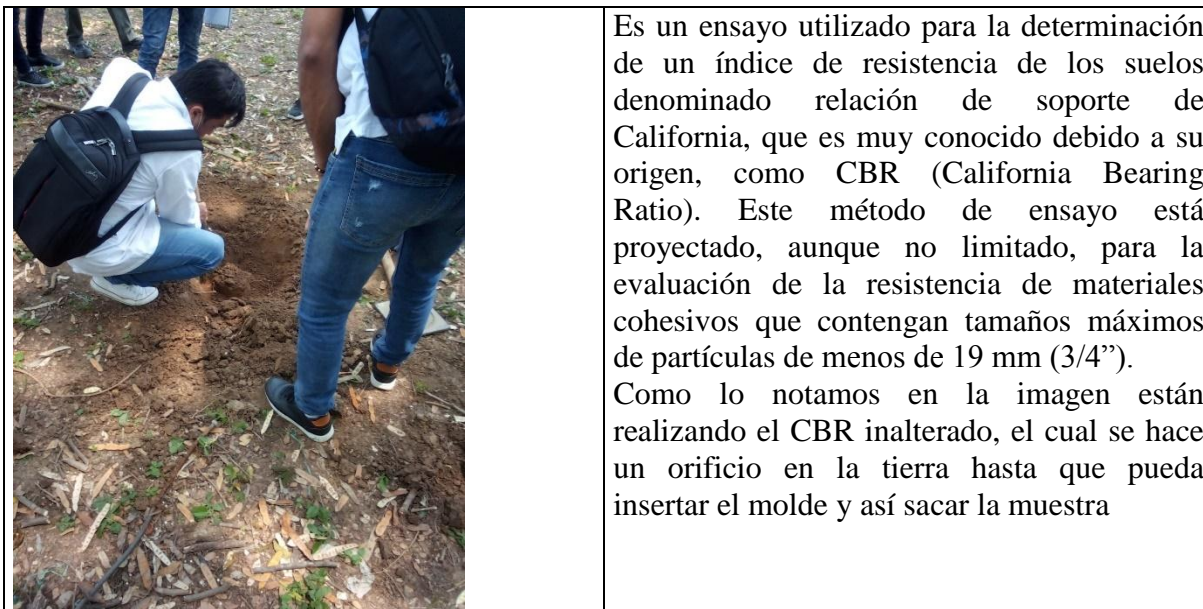 Es un ensayo utilizado para la determinación
de un índice de resistencia de los suelos
denominado relación de soporte de
California, que es muy conocido debido a su
origen, como CBR (California Bearing
Ratio). Este método de ensayo está
proyectado, aunque no limitado, para la
evaluación de la resistencia de materiales
cohesivos que contengan tamaños máximos
de partículas de menos de 19 mm (3/4”).
Como lo notamos en la imagen están
realizando el CBR inalterado, el cual se hace
un orificio en la tierra hasta que pueda
insertar el molde y así sacar la muestra